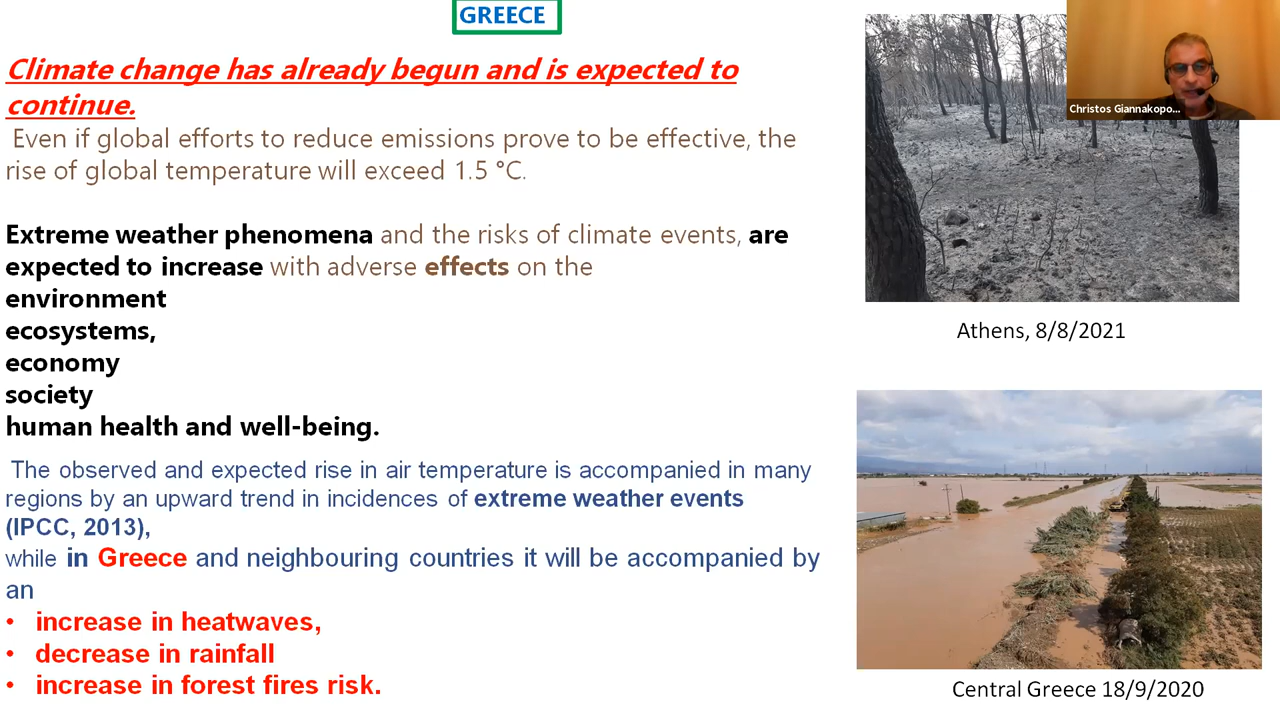 GREECE
Climate change has already begun and is expected to
continue.
Even if global efforts to reduce emissions prove to be effective, the
rise of global temperature will exceed 1.5 °C.
Extreme weather phenomena and the risks of climate events, are
expected to increase with adverse effects on the
environment
ecosystems,
economy
society
human health and well-being.
The observed and expected rise in air temperature is accompanied in many
regions by an upward trend in incidences of extreme weather events
(IPCC, 2013),
while in Greece and neighbouring countries it will be accompanied by
an
• increase in heatwaves,
• decrease in rainfall
• increase in forest fires risk.
Christos Giannakopo...
Athens, 8/8/2021
Central Greece 18/9/2020